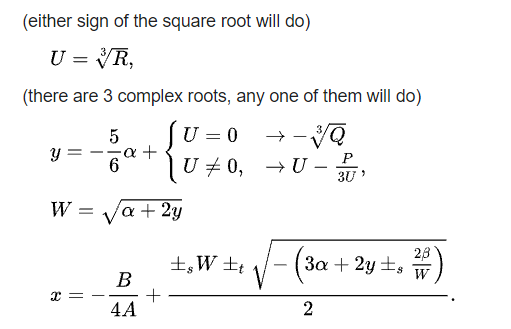 (either sign of the square root will do)
U = ∛R,
(there are 3 complex roots, any one of them will do)
y = −5/6 α + { U = 0 → −∛Q
U ≠ 0, → U − P/3U ,
W = √(α + 2y)
x = −B/4A + (±ₛW ±ₜ √(−(3α + 2y ±ₛ 2β/W)))/2 .